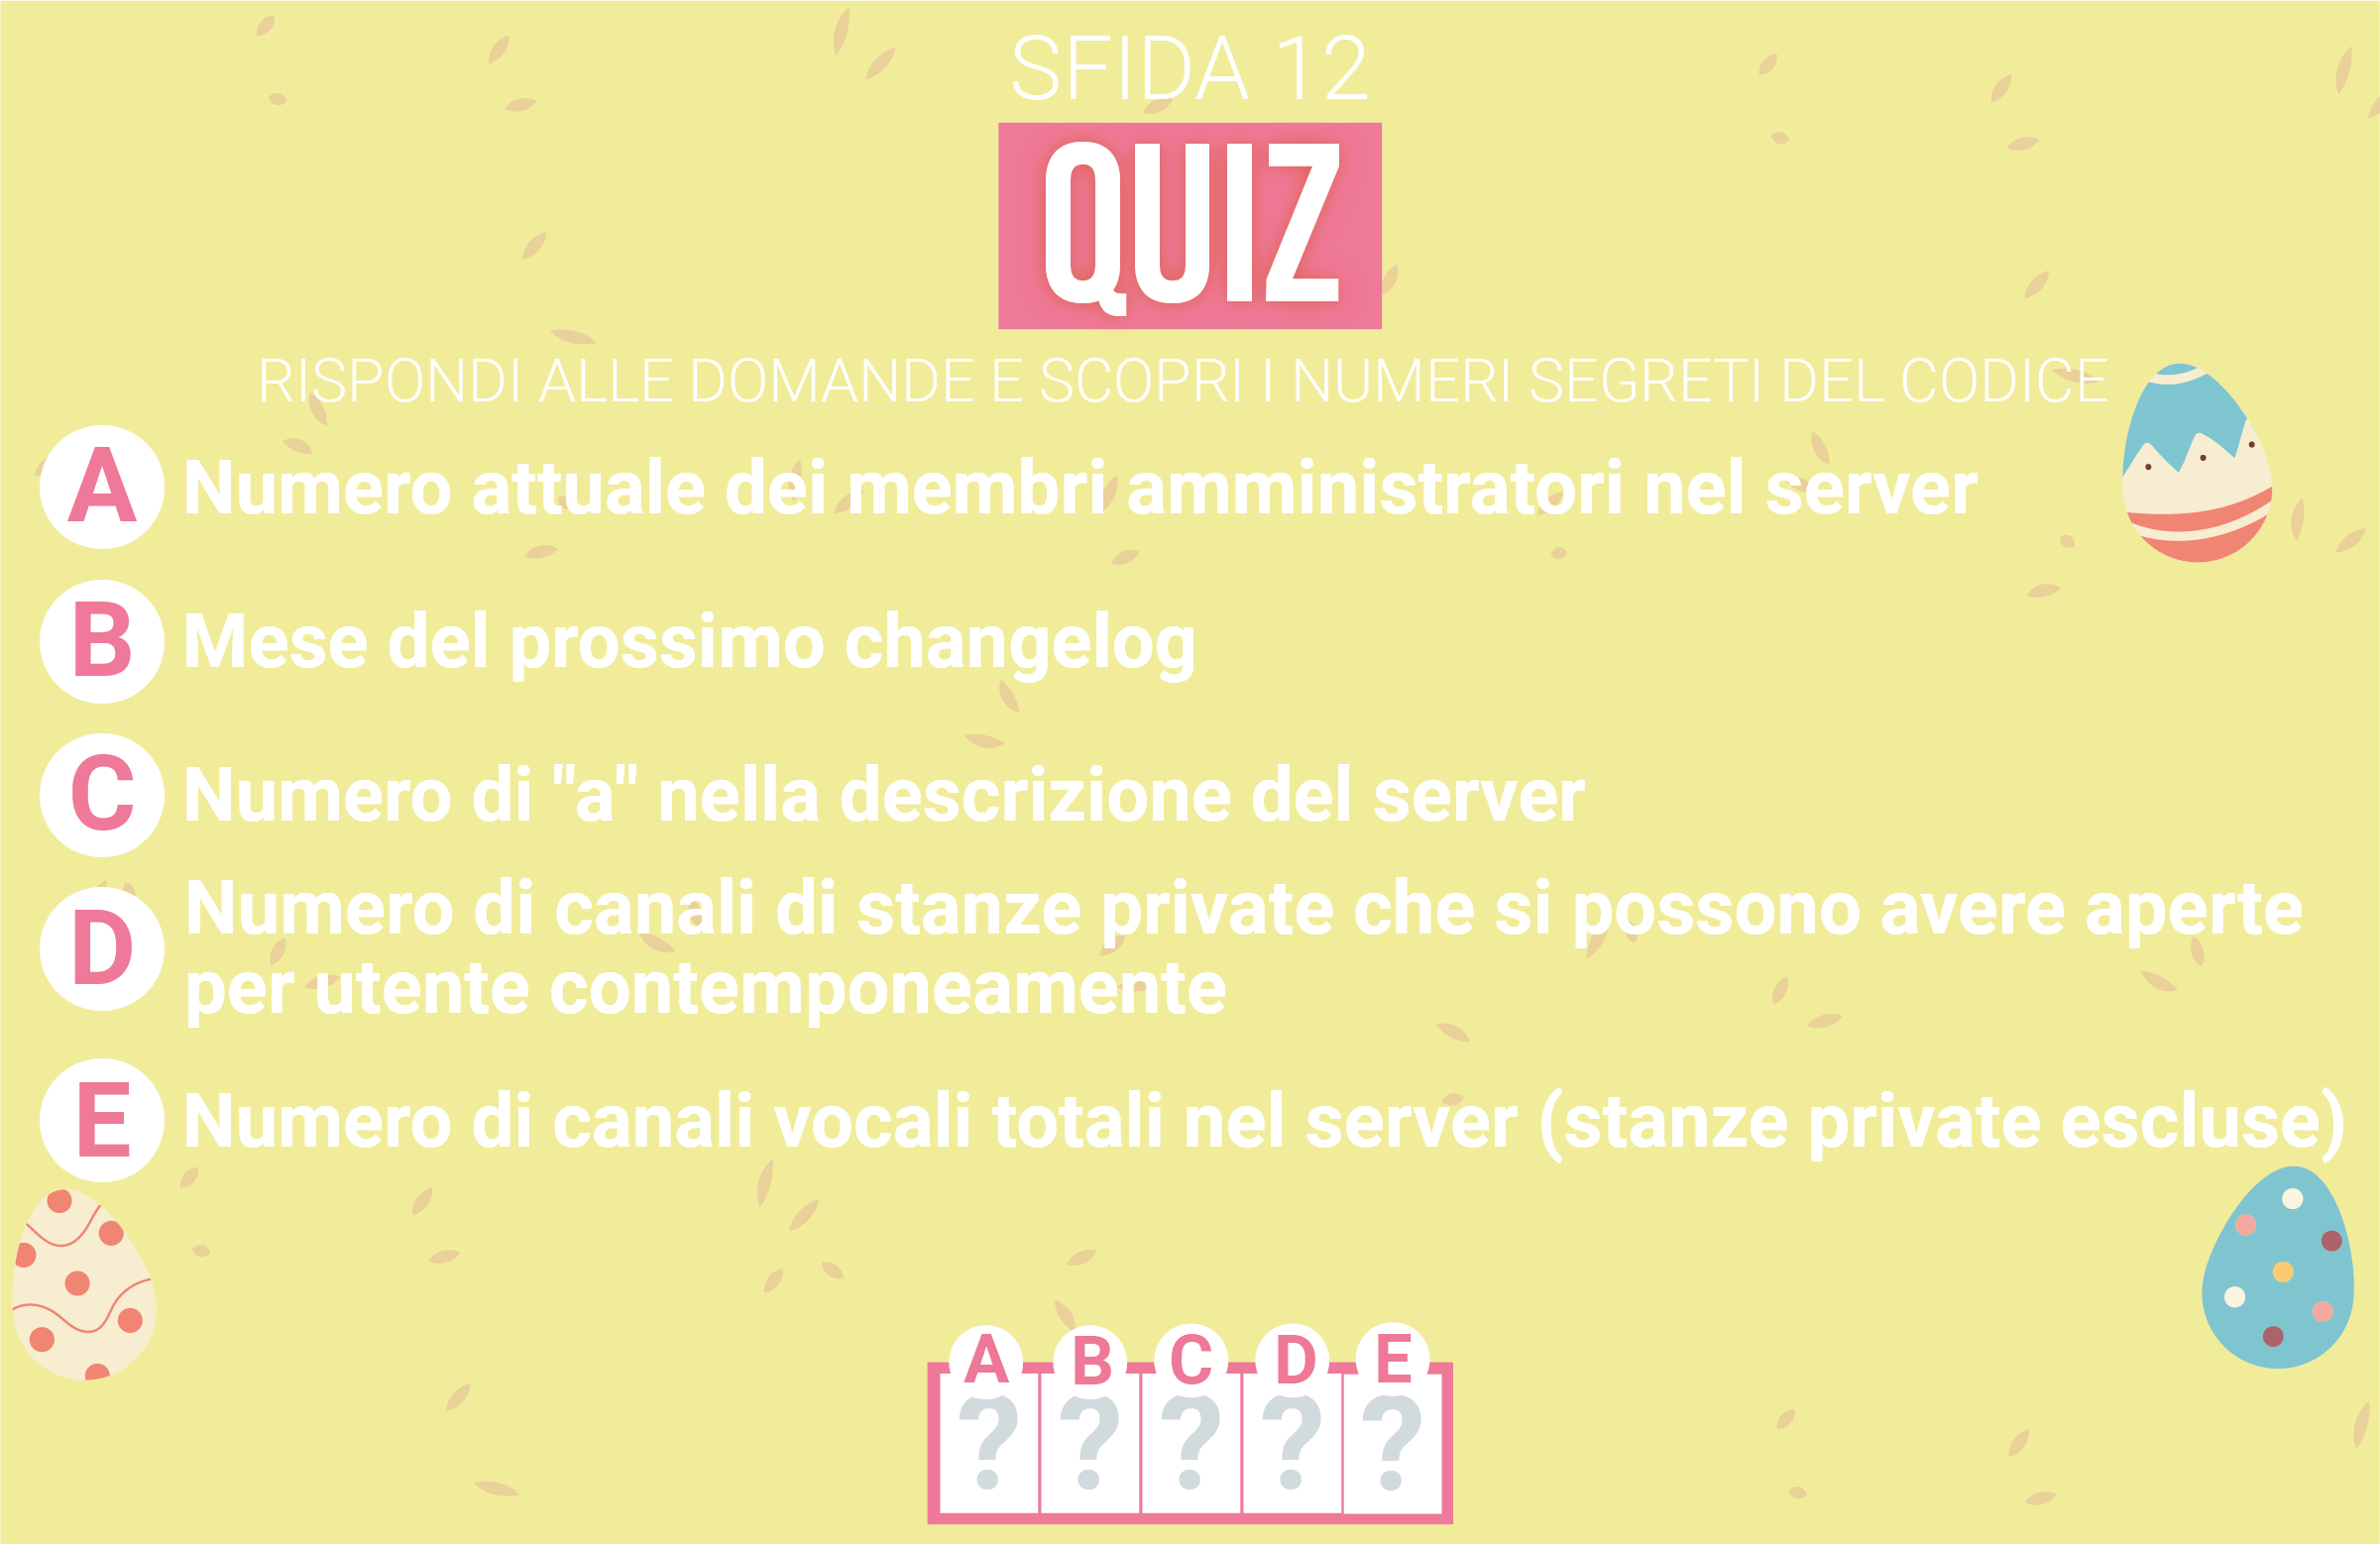 SFIDA 12
QUIZ
RISPONDI ALLE DOMANDE E SCOPRI I NUMERI SEGRETI DEL CODICE
A Numero attuale dei membri amministratori nel server
B Mese del prossimo changelog
C Numero di "a" nella descrizione del server
D Numero di canali di stanze private che si possono avere aperte
per utente contemponeamente
E Numero di canali vocali totali nel server (stanze private escluse)
A B C D E
? ? ? ? ?